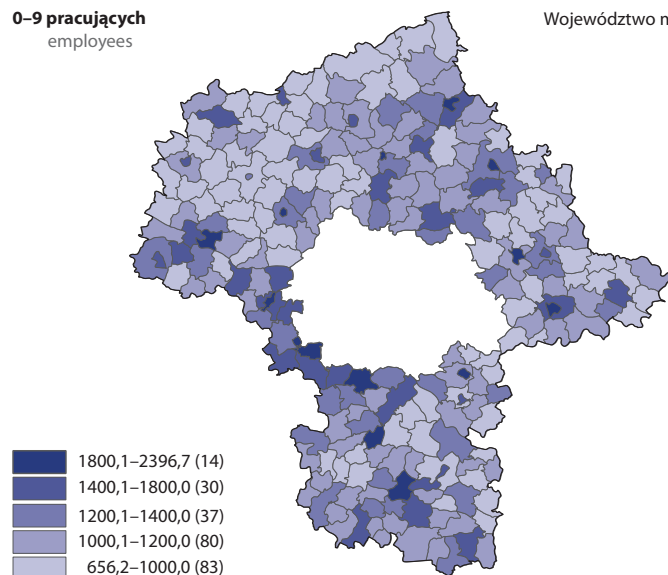 0–9 pracujących
employees
Województwo m
1800,1–2396,7 (14)
1400,1–1800,0 (30)
1200,1–1400,0 (37)
1000,1–1200,0 (80)
656,2–1000,0 (83)